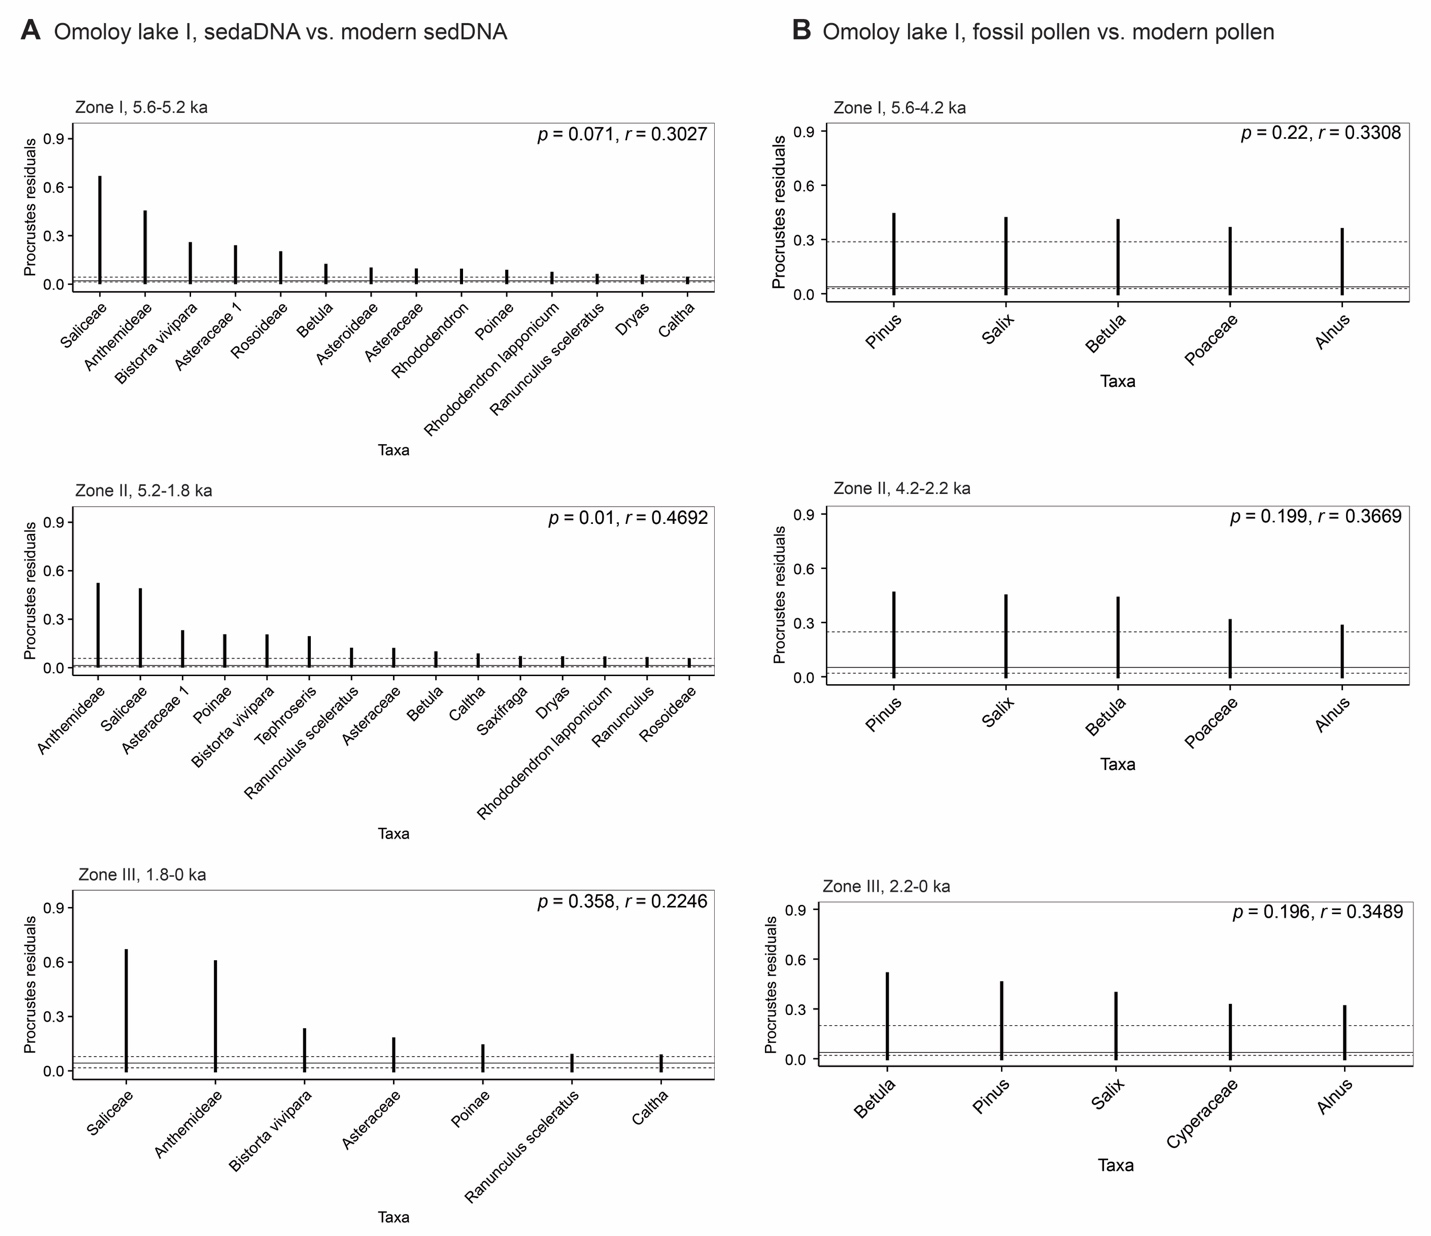 A Omoloy lake I, sedaDNA vs. modern sedDNA
Zone I, 5.6-5.2 ka
p = 0.071, r = 0.3027
Procrustes residuals
0.9
0.6
0.3
0.0
Saliceae
Anthemideae
Bistorta vivipara
Asteraceae 1
Rosoideae
Betula
Asteroideae
Asteraceae
Rhododendron
Poinae
Rhododendron lapponicum
Ranunculus sceleratus
Dryas
Caltha
Taxa
Zone II, 5.2-1.8 ka
p = 0.01, r = 0.4692
Procrustes residuals
0.9
0.6
0.3
0.0
Anthemideae
Saliceae
Asteraceae 1
Poinae
Bistorta vivipara
Tephroseris
Ranunculus sceleratus
Asteraceae
Betula
Caltha
Saxifraga
Dryas
Rhododendron lapponicum
Ranunculus
Rosoideae
Taxa
Zone III, 1.8-0 ka
p = 0.358, r = 0.2246
Procrustes residuals
0.9
0.6
0.3
0.0
Saliceae
Anthemideae
Bistorta vivipara
Asteraceae
Poinae
Ranunculus sceleratus
Caltha
Taxa
B Omoloy lake I, fossil pollen vs. modern pollen
Zone I, 5.6-4.2 ka
p = 0.22, r = 0.3308
Procrustes residuals
0.9
0.6
0.3
0.0
Pinus
Salix
Betula
Poaceae
Alnus
Taxa
Zone II, 4.2-2.2 ka
p = 0.199, r = 0.3669
Procrustes residuals
0.9
0.6
0.3
0.0
Pinus
Salix
Betula
Poaceae
Alnus
Taxa
Zone III, 2.2-0 ka
p = 0.196, r = 0.3489
Procrustes residuals
0.9
0.6
0.3
0.0
Betula
Pinus
Salix
Cyperaceae
Alnus
Taxa